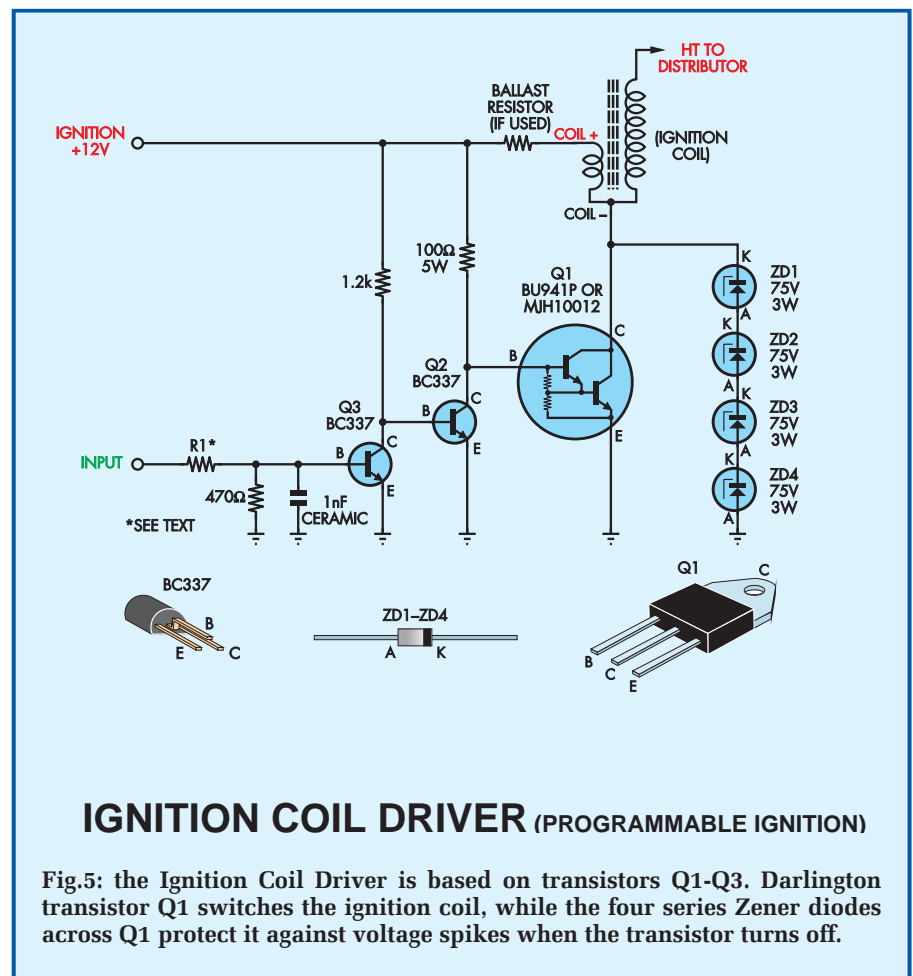 HT TO
DISTRIBUTOR
BALLAST
RESISTOR
(IF USED)
IGNITION
+12V
COIL +
(IGNITION
COIL)
COIL –
1.2k
100Ω
5W
Q1
BU941P OR
MJH10012
K
ZD1
75V
3W
A
K
ZD2
75V
3W
A
K
ZD3
75V
3W
A
K
ZD4
75V
3W
A
C
B
E
Q2
BC337
B
C
E
Q3
BC337
B
C
E
INPUT
R1*
470Ω
1nF
CERAMIC
*SEE TEXT
BC337
B
E
C
ZD1–ZD4
A
K
Q1
C
B
C
E
IGNITION COIL DRIVER (PROGRAMMABLE IGNITION)
Fig.5: the Ignition Coil Driver is based on transistors Q1-Q3. Darlington
transistor Q1 switches the ignition coil, while the four series Zener diodes
across Q1 protect it against voltage spikes when the transistor turns off.